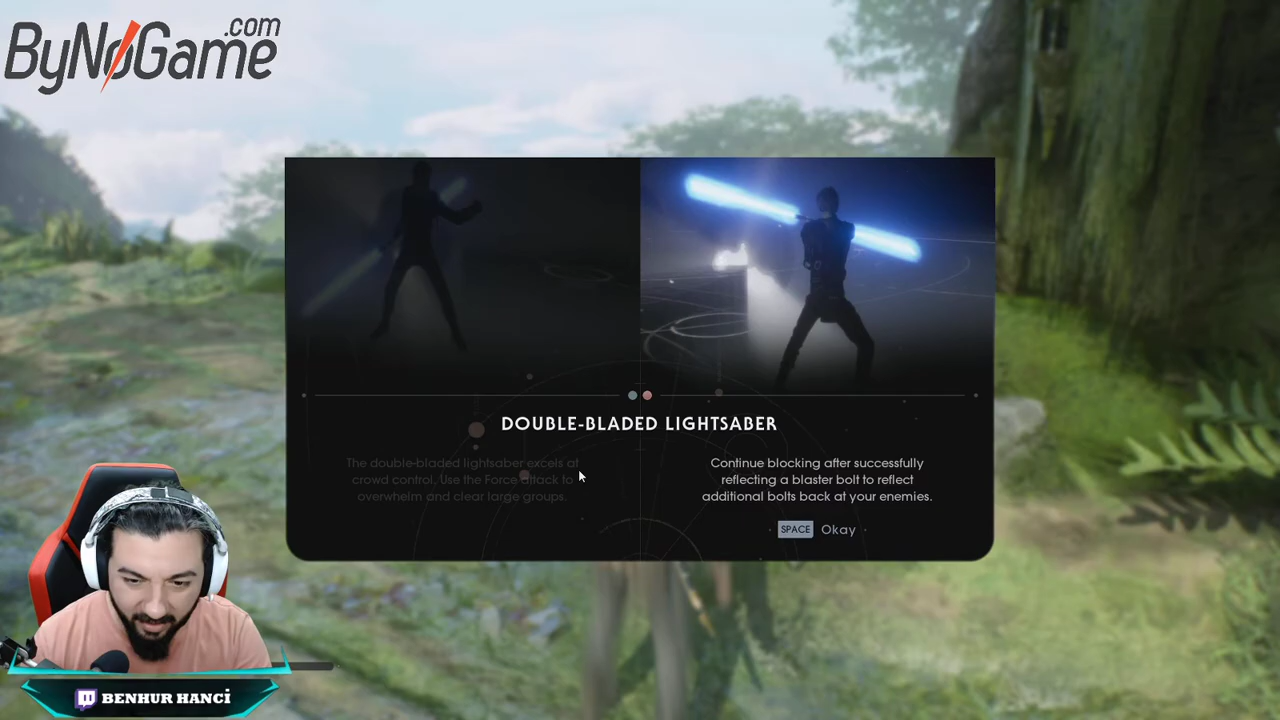 ByNoGame
.com
DOUBLE-BLADED LIGHTSABER
The double-bladed lightsaber excels at
crowd control. Use the Force attack to
overwhelm and clear large groups.
Continue blocking after successfully
reflecting a blaster bolt to reflect
additional bolts back at your enemies.
SPACE Okay
BENHUR HANCİ